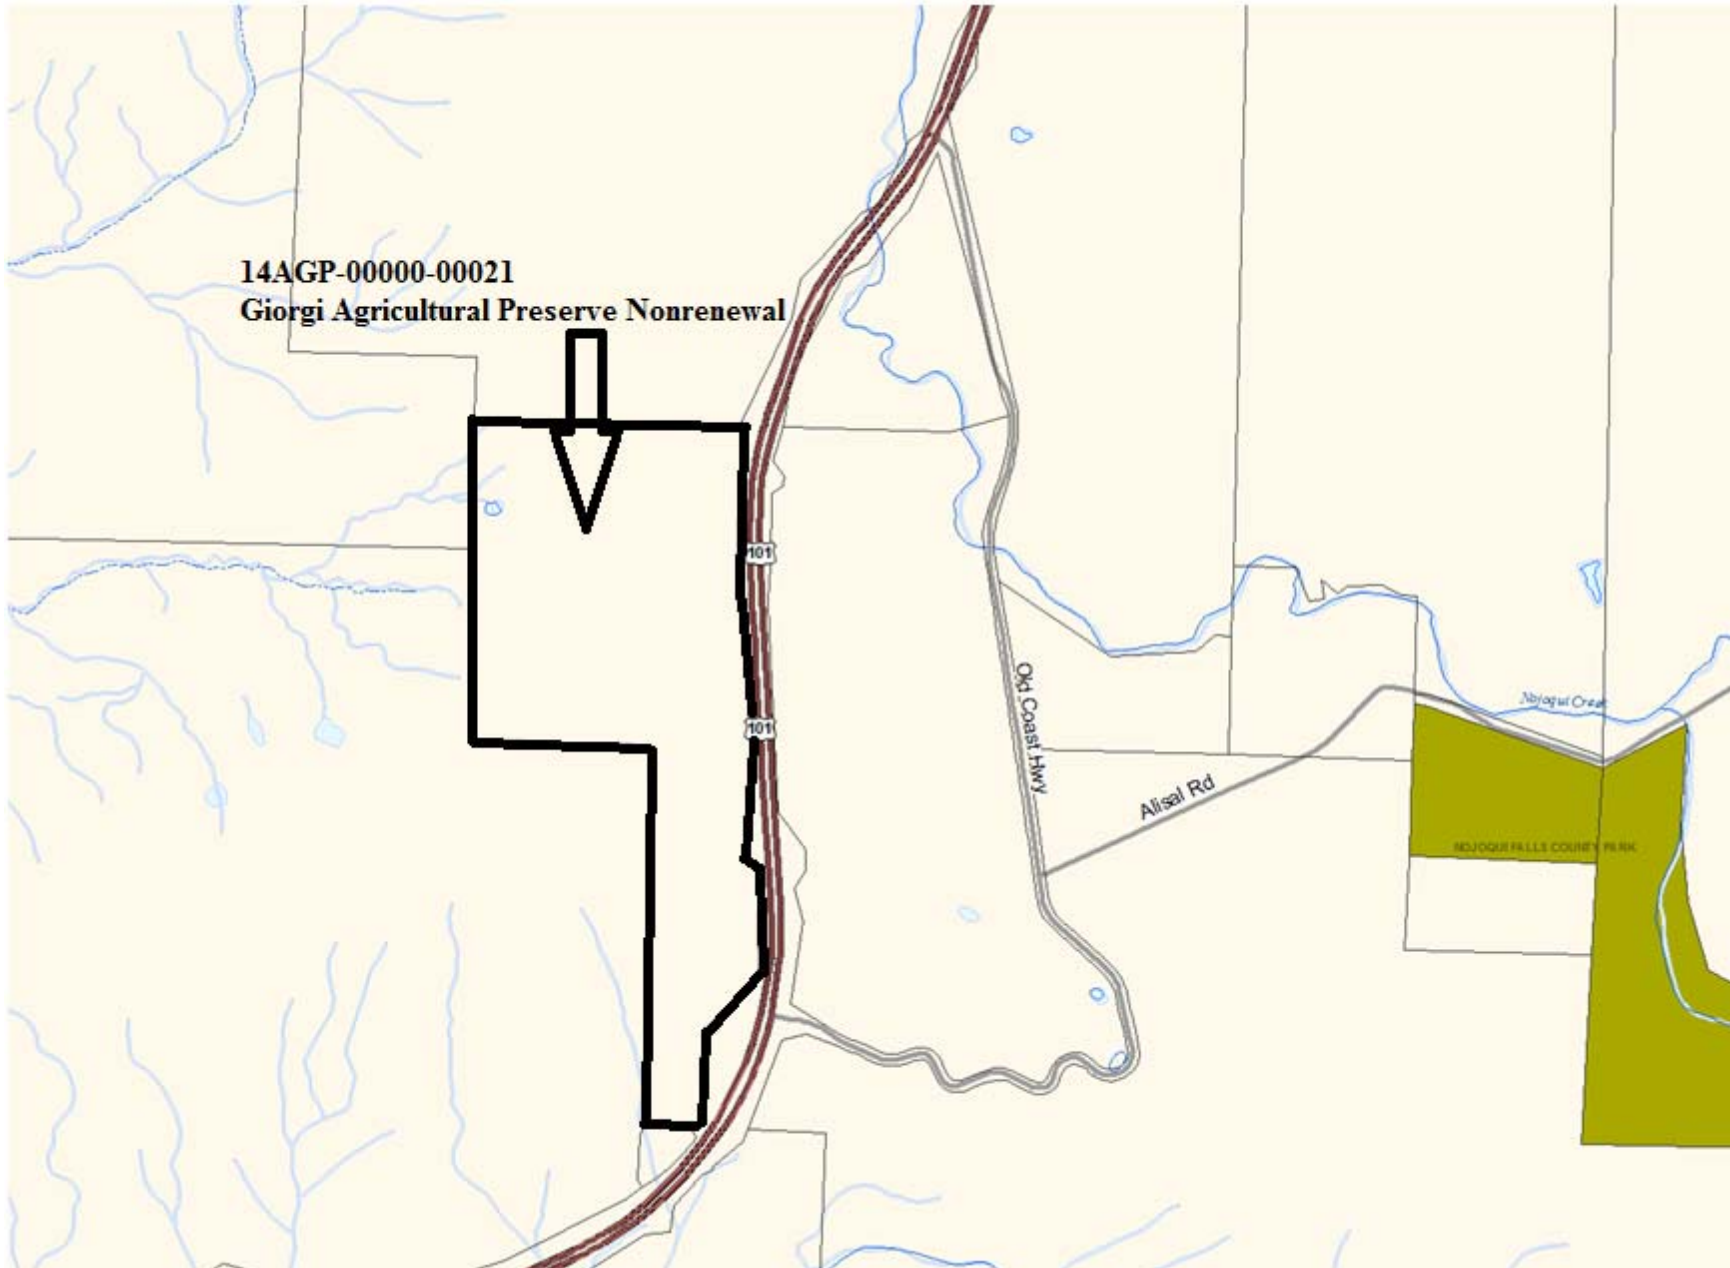 14AGP-00000-00021
Giorgi Agricultural Preserve Nonrenewal
101
Old Coast Hwy
Nojoqui Creek
101
Alisal Rd
NOJOQUI FALLS COUNTY PARK